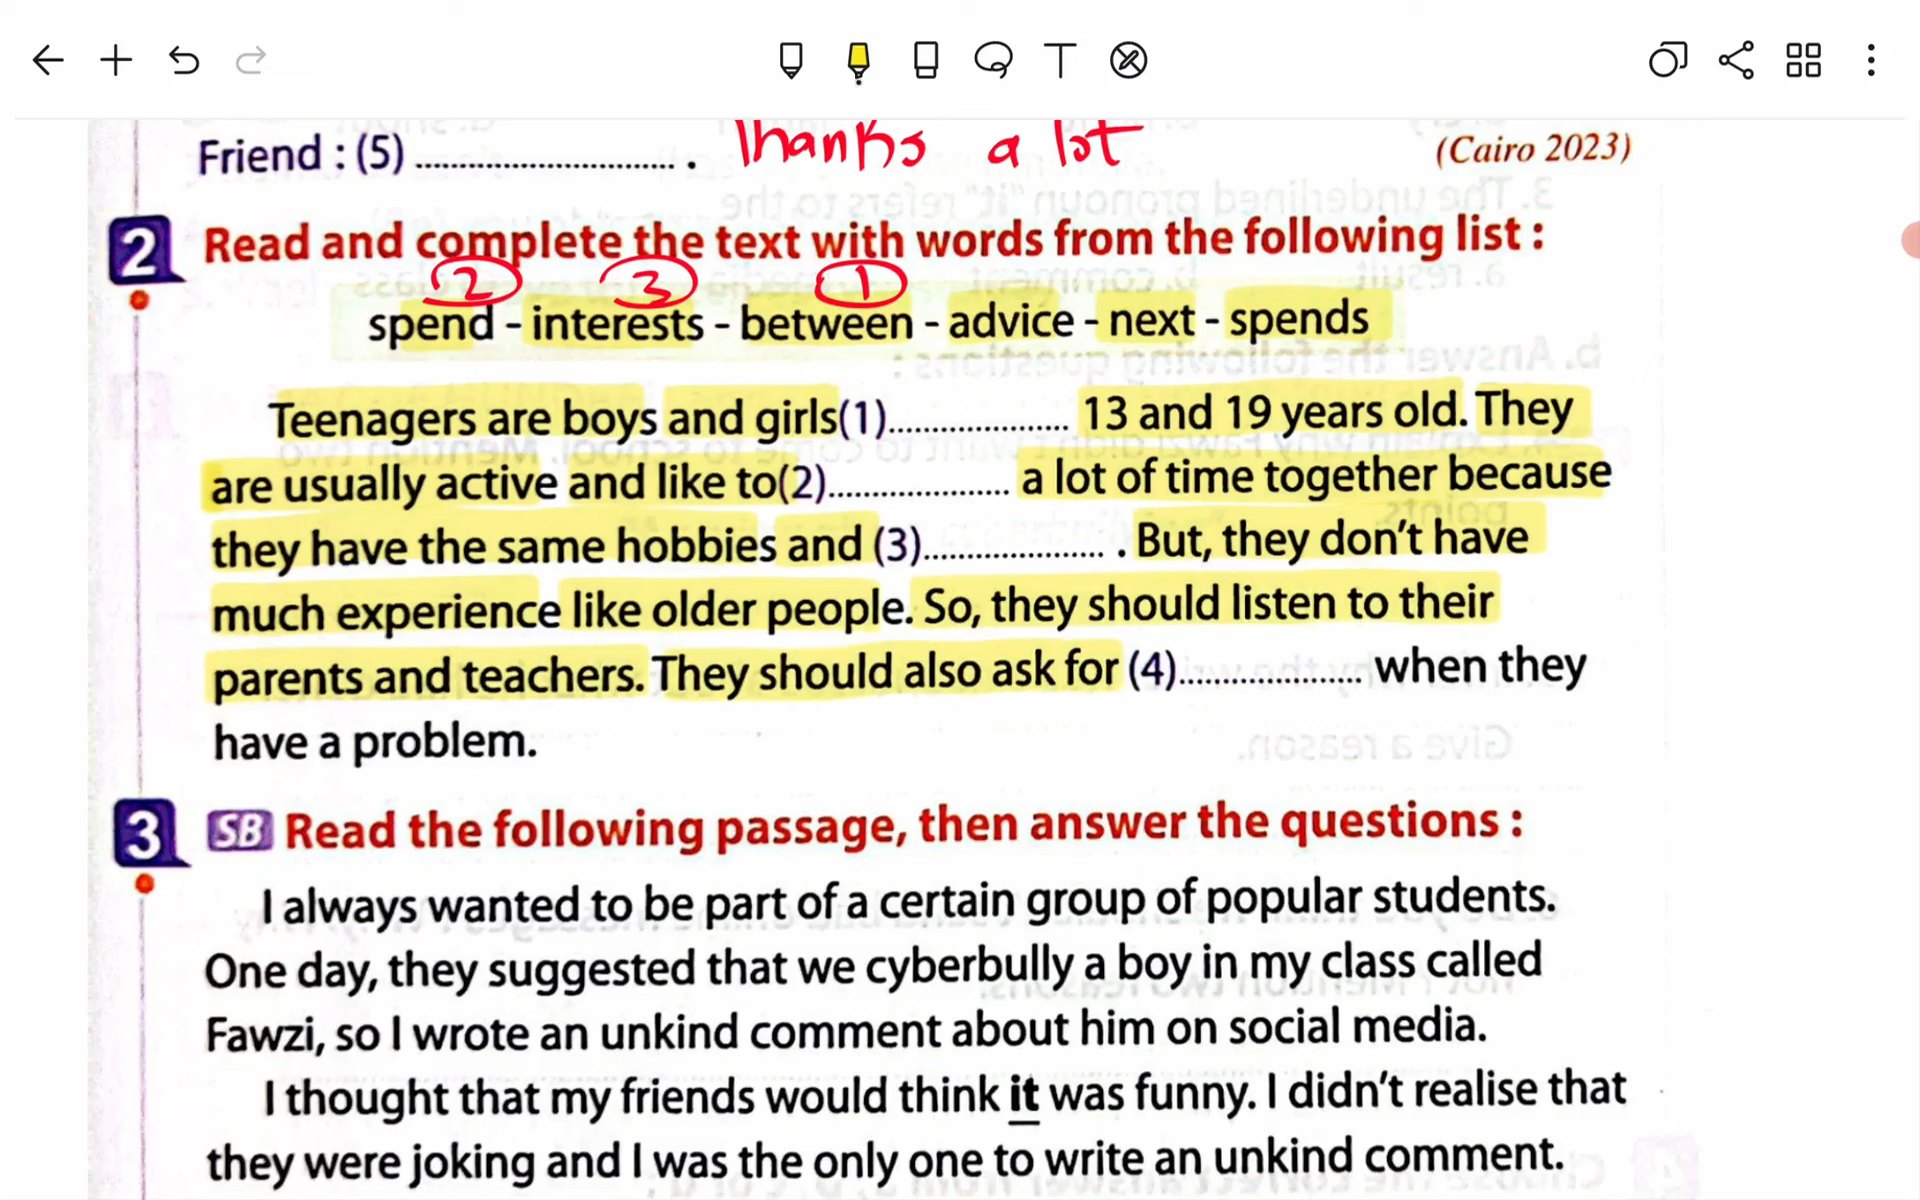 Friend : (5) ............................. . Thanks a lot (Cairo 2023)
2 Read and complete the text with words from the following list :
2 3 1
spend - interests - between - advice - next - spends
Teenagers are boys and girls(1)..................... 13 and 19 years old. They
are usually active and like to(2)..................... a lot of time together because
they have the same hobbies and (3)..................... . But, they don't have
much experience like older people. So, they should listen to their
parents and teachers. They should also ask for (4)..................... when they
have a problem.
3 SB Read the following passage, then answer the questions :
I always wanted to be part of a certain group of popular students.
One day, they suggested that we cyberbully a boy in my class called
Fawzi, so I wrote an unkind comment about him on social media.
I thought that my friends would think it was funny. I didn't realise that
they were joking and I was the only one to write an unkind comment.